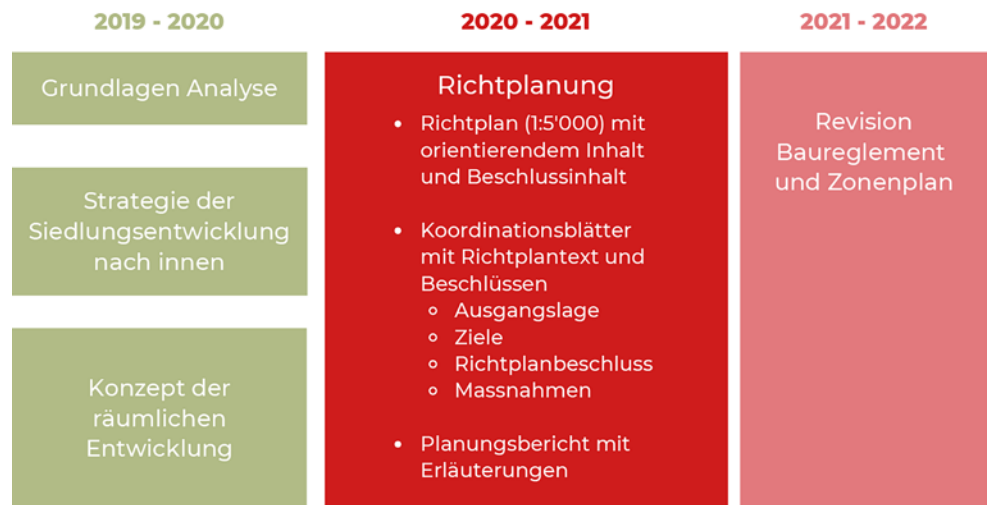 2019 - 2020
Grundlagen Analyse
Strategie der
Siedlungsentwicklung
nach innen
Konzept der
räumlichen
Entwicklung
2020 - 2021
Richtplanung
• Richtplan (1:5'000) mit
orientierendem Inhalt
und Beschlussinhalt
• Koordinationsblätter
mit Richtplantext und
Beschlüssen
◦ Ausgangslage
◦ Ziele
◦ Richtplanbeschluss
◦ Massnahmen
• Planungsbericht mit
Erläuterungen
2021 - 2022
Revision
Baureglement
und Zonenplan